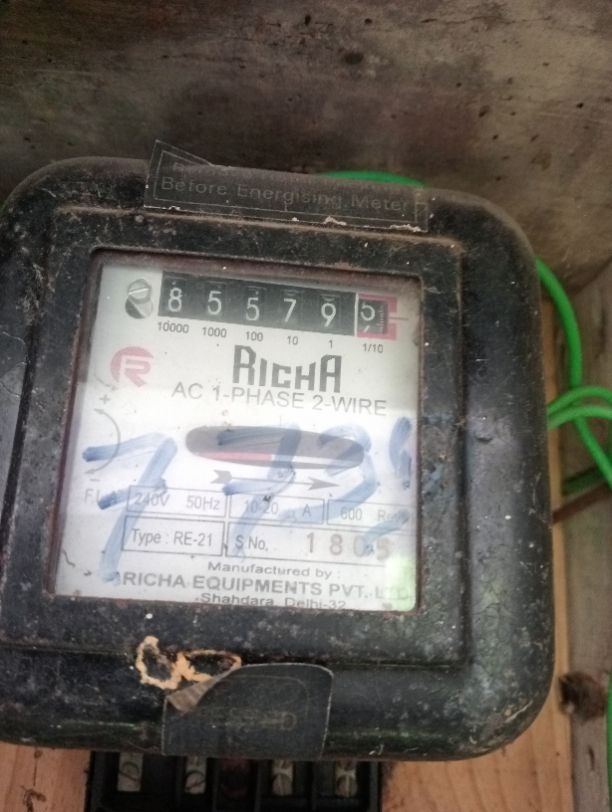 Before Energising Meter
8 5 5 7 9 5
10000 1000 100 10 1 1/10
R
RICHA
AC 1-PHASE 2-WIRE
+
-
240V 50Hz 10-20 A 600
Type : RE-21 S.No. 1805
Manufactured by :
RICHA EQUIPMENTS PVT. LTD.
Shahdara, Delhi-32